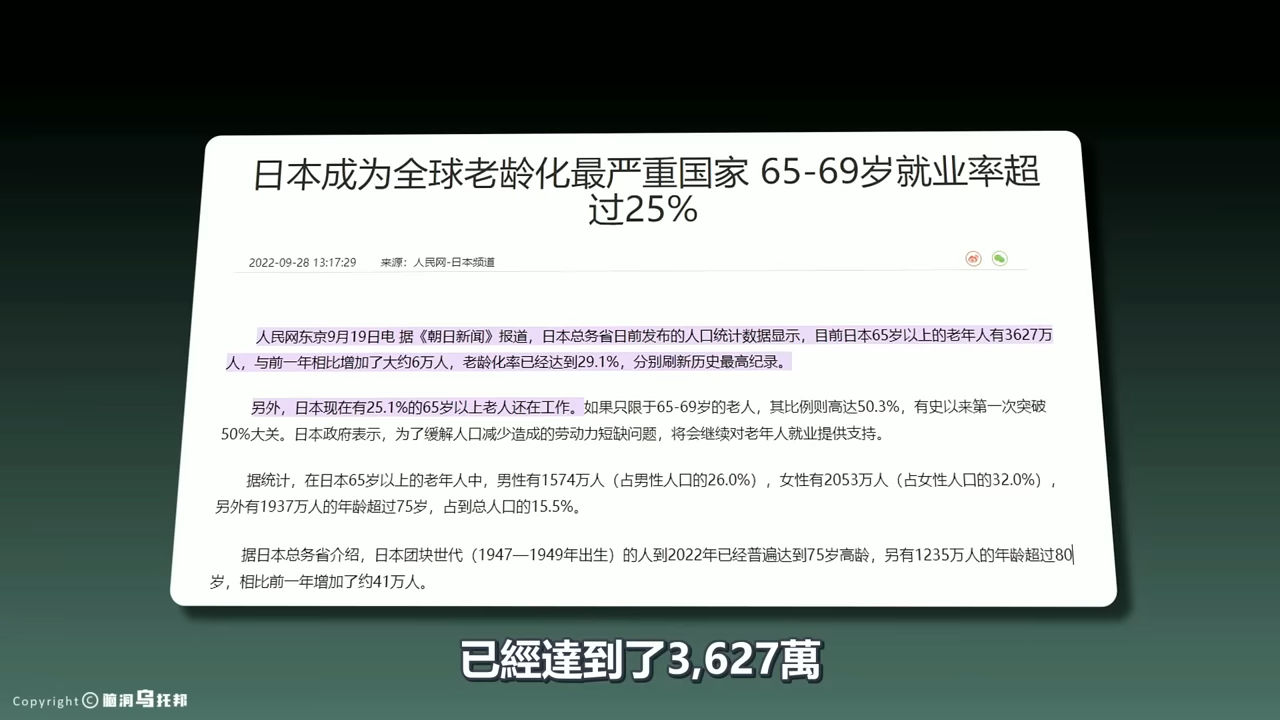 日本成为全球老龄化最严重国家 65-69岁就业率超
过25%
2022-09-28 13:17:29 来源：人民网-日本频道
人民网东京9月19日电 据《朝日新闻》报道，日本总务省日前发布的人口统计数据显示，目前日本65岁以上的老年人有3627万
人，与前一年相比增加了大约6万人，老龄化率已经达到29.1%，分别刷新历史最高纪录。
另外，日本现在有25.1%的65岁以上老人还在工作。如果只限于65-69岁的老人，其比例则高达50.3%，有史以来第一次突破
50%大关。日本政府表示，为了缓解人口减少造成的劳动力短缺问题，将会继续对老年人就业提供支持。
据统计，在日本65岁以上的老年人中，男性有1574万人（占男性人口的26.0%），女性有2053万人（占女性人口的32.0%），
另外有1937万人的年龄超过75岁，占到总人口的15.5%。
据日本总务省介绍，日本团块世代（1947—1949年出生）的人到2022年已经普遍达到75岁高龄，另有1235万人的年龄超过80
岁，相比前一年增加了约41万人。
已經達到了3,627萬
Copyright © 脑洞乌托邦